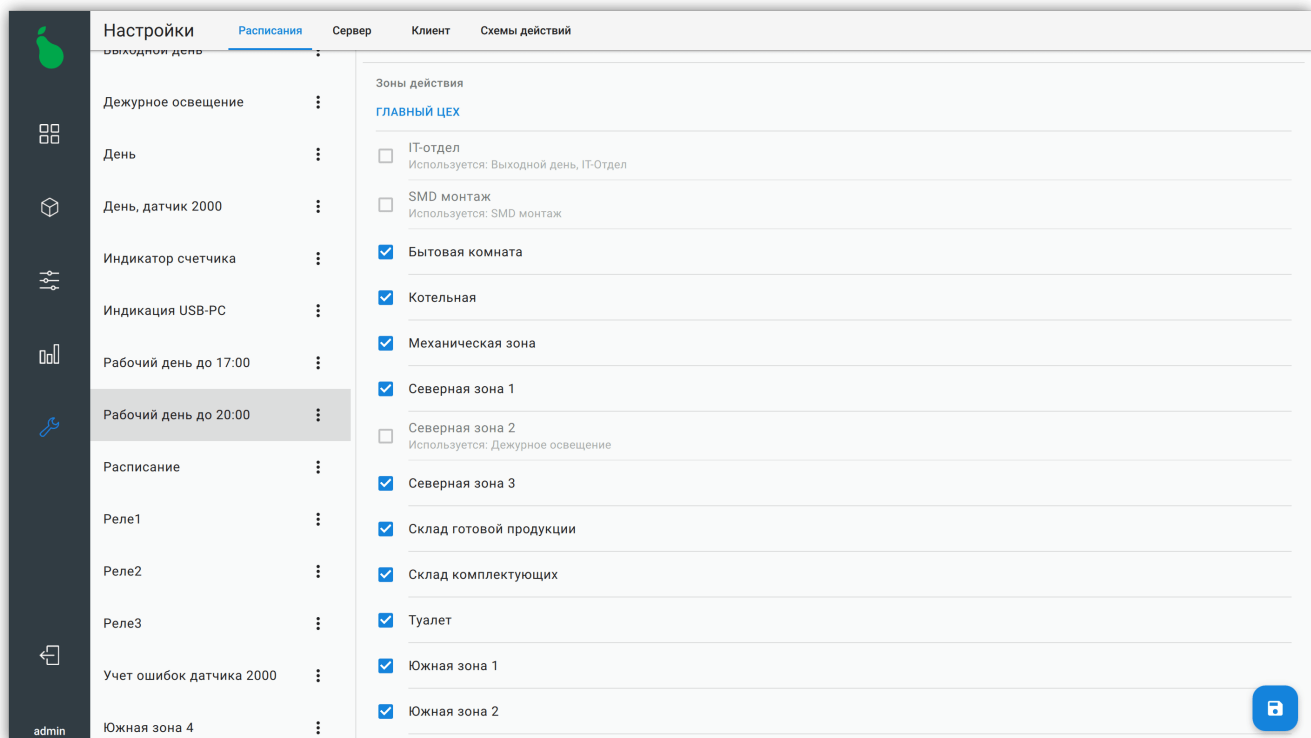 Настройки
Расписания
Сервер
Клиент
Схемы действий
Выходной день
Дежурное освещение
День
День, датчик 2000
Индикатор счетчика
Индикация USB-PC
Рабочий день до 17:00
Рабочий день до 20:00
Расписание
Реле1
Реле2
Реле3
Учет ошибок датчика 2000
Южная зона 4
admin
Зоны действия
ГЛАВНЫЙ ЦЕХ
IT-отдел
Используется: Выходной день, IT-Отдел
SMD монтаж
Используется: SMD монтаж
Бытовая комната
Котельная
Механическая зона
Северная зона 1
Северная зона 2
Используется: Дежурное освещение
Северная зона 3
Склад готовой продукции
Склад комплектующих
Туалет
Южная зона 1
Южная зона 2